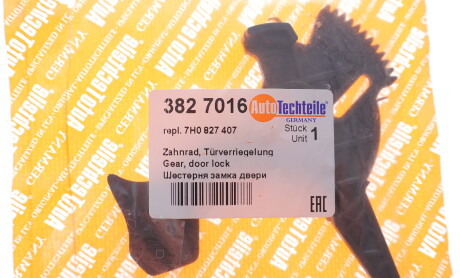 382 7016
AutoTechteile
GERMANY
repl. 7H0 827 407
Stück
Unit 1
Zahnrad, Türverriegelung
Gear, door lock
Шестерня замка двери
EAC